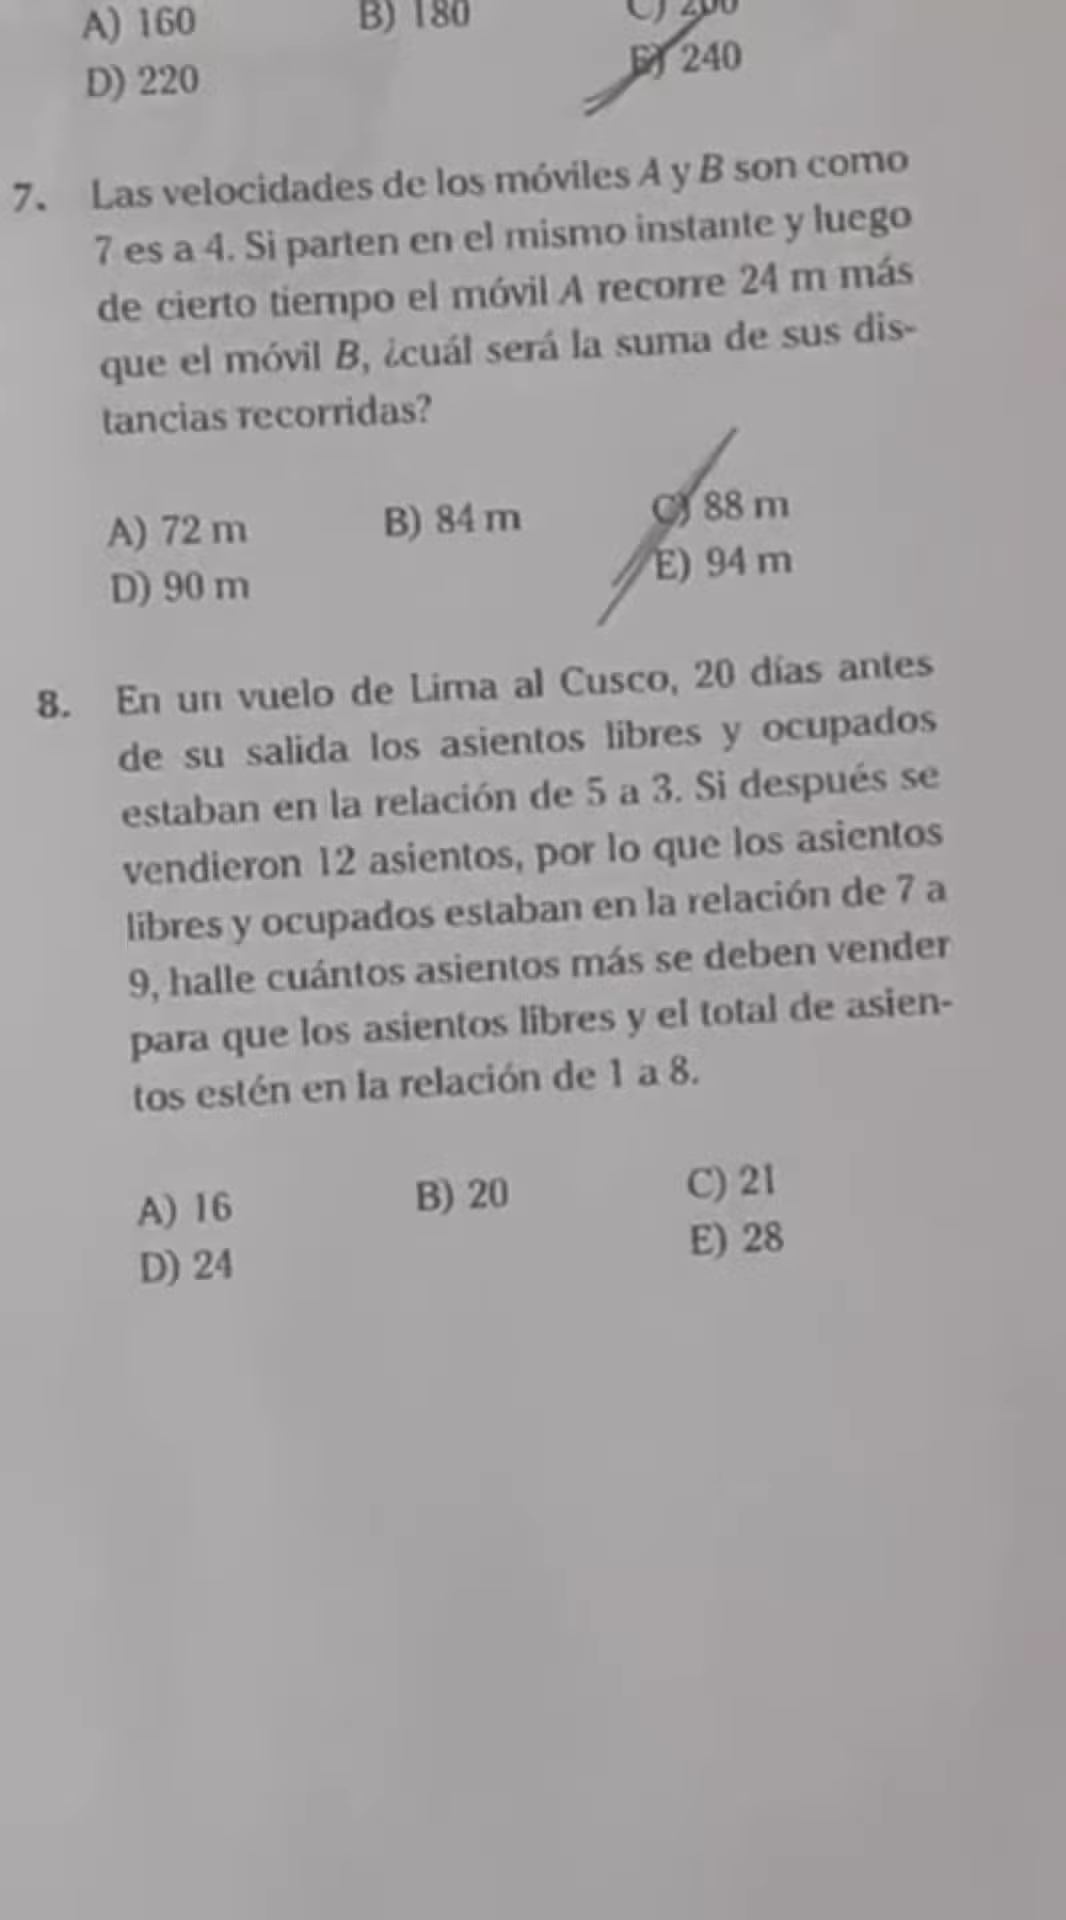 A) 160 B) 180 C) 200
D) 220 E) 240
7. Las velocidades de los móviles A y B son como
7 es a 4. Si parten en el mismo instante y luego
de cierto tiempo el móvil A recorre 24 m más
que el móvil B, ¿cuál será la suma de sus dis-
tancias recorridas?
A) 72 m B) 84 m C) 88 m
D) 90 m E) 94 m
8. En un vuelo de Lima al Cusco, 20 días antes
de su salida los asientos libres y ocupados
estaban en la relación de 5 a 3. Si después se
vendieron 12 asientos, por lo que los asientos
libres y ocupados estaban en la relación de 7 a
9, halle cuántos asientos más se deben vender
para que los asientos libres y el total de asien-
tos estén en la relación de 1 a 8.
A) 16 B) 20 C) 21
D) 24 E) 28